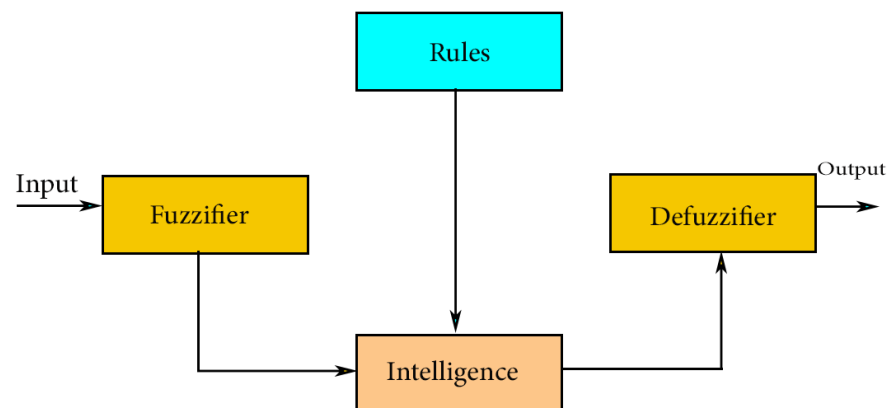 Rules
Input
Fuzzifier
Output
Defuzzifier
Intelligence